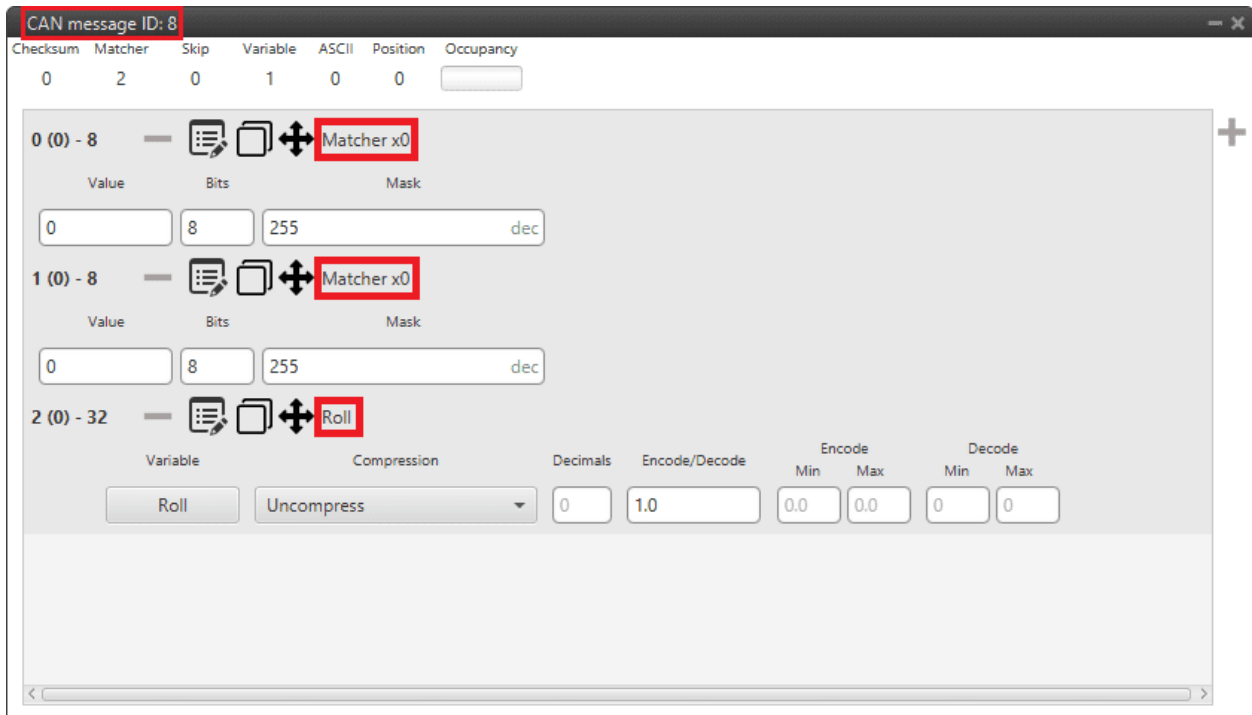 CAN message ID: 8
Checksum Matcher Skip Variable ASCII Position Occupancy
0 2 0 1 0 0
0 (0) - 8 Matcher x0
Value Bits Mask
0 8 255 dec
1 (0) - 8 Matcher x0
Value Bits Mask
0 8 255 dec
2 (0) - 32 Roll
Variable Compression Decimals Encode/Decode Encode Decode
Min Max Min Max
Roll Uncompress 0 1.0 0.0 0.0 0 0